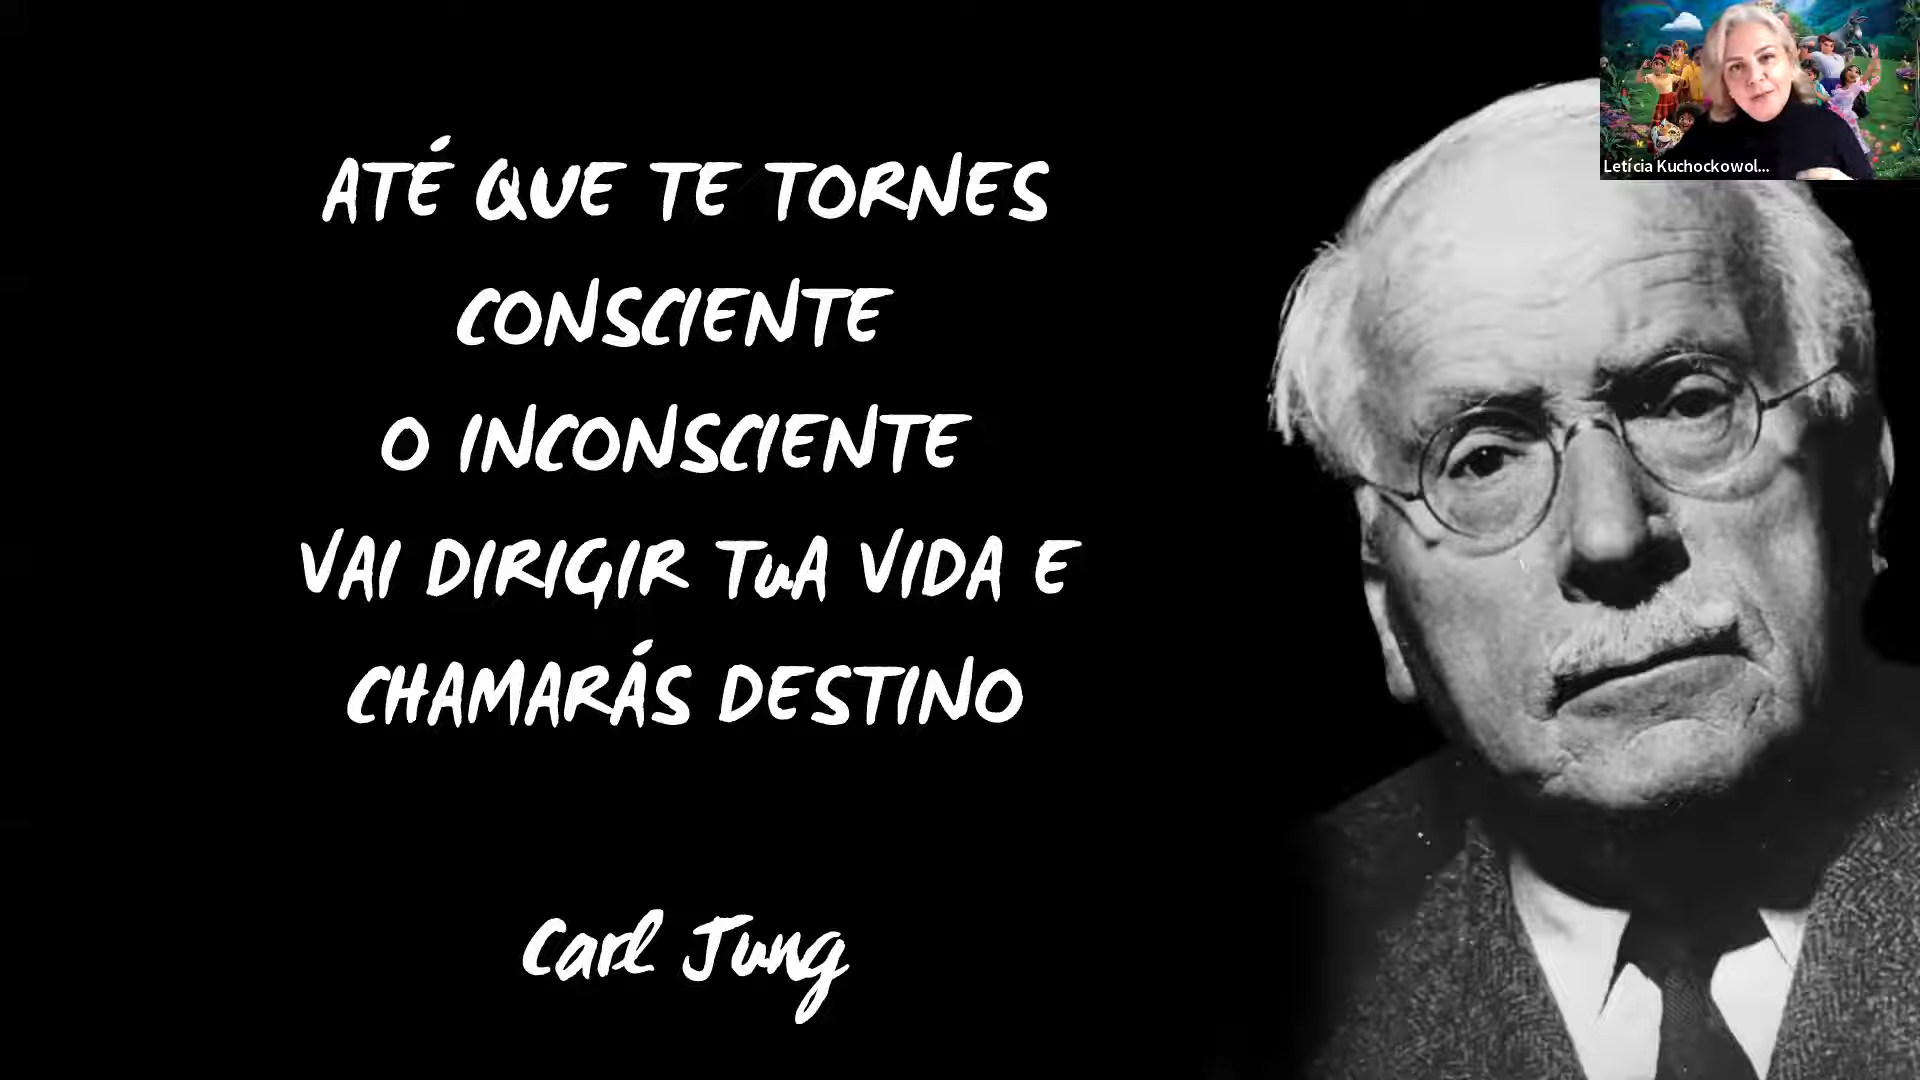 Letícia Kuchockowol...
ATÉ QUE TE TORNES
CONSCIENTE
O INCONSCIENTE
VAI DIRIGIR TuA VIDA E
CHAMARÁS DESTINO
Carl Jung